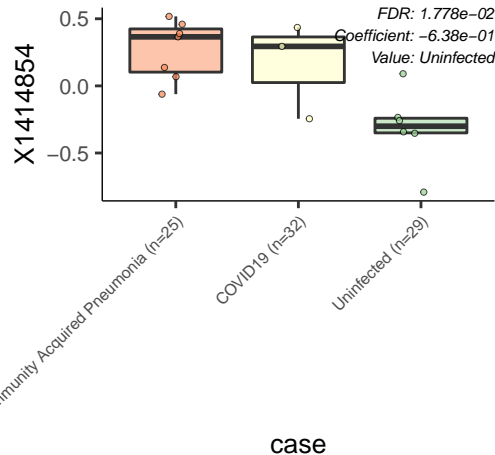 FDR: 1.778e−02
Coefficient: −6.38e−01
Value: Uninfected
X1414854
0.5
0.0
−0.5
Acquired Pneumonia (n=25)
COVID19 (n=32)
Uninfected (n=29)
case